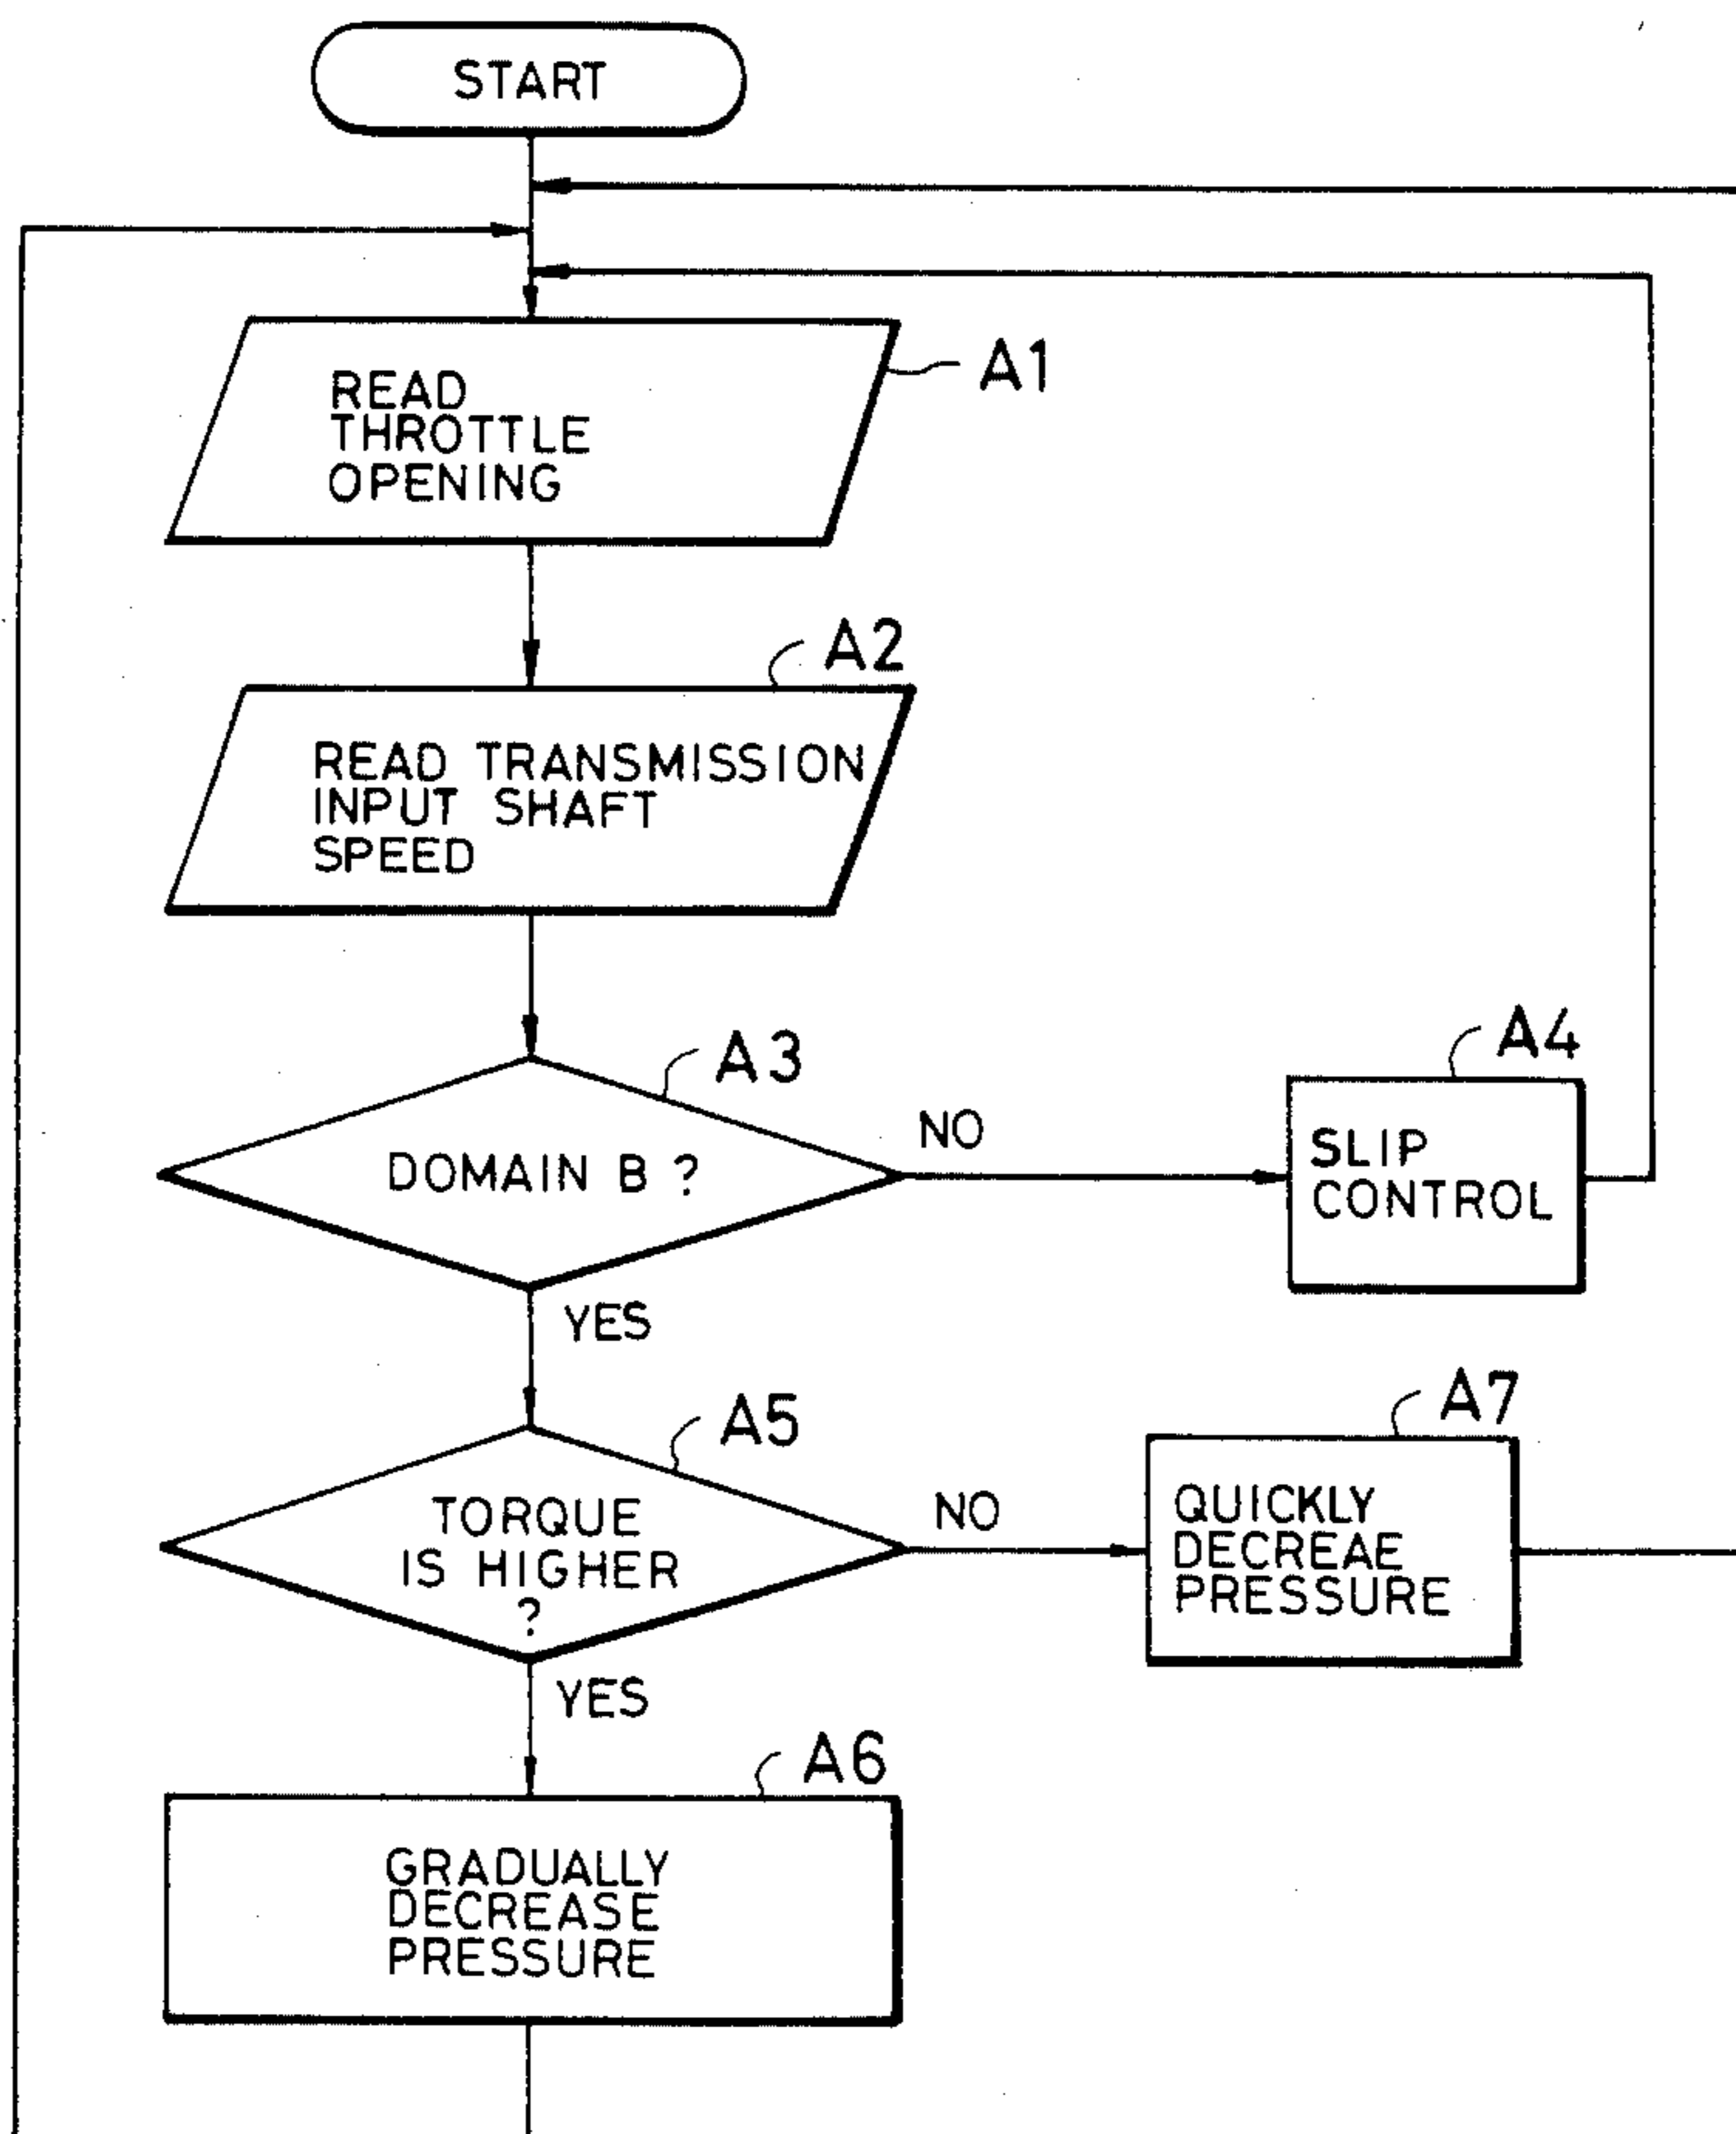 START
A1
READ
THROTTLE
OPENING
A2
READ TRANSMISSION
INPUT SHAFT
SPEED
A3
DOMAIN B ?
NO
A4
SLIP
CONTROL
YES
A5
TORQUE
IS HIGHER
?
NO
A7
QUICKLY
DECREAE
PRESSURE
YES
A6
GRADUALLY
DECREASE
PRESSURE